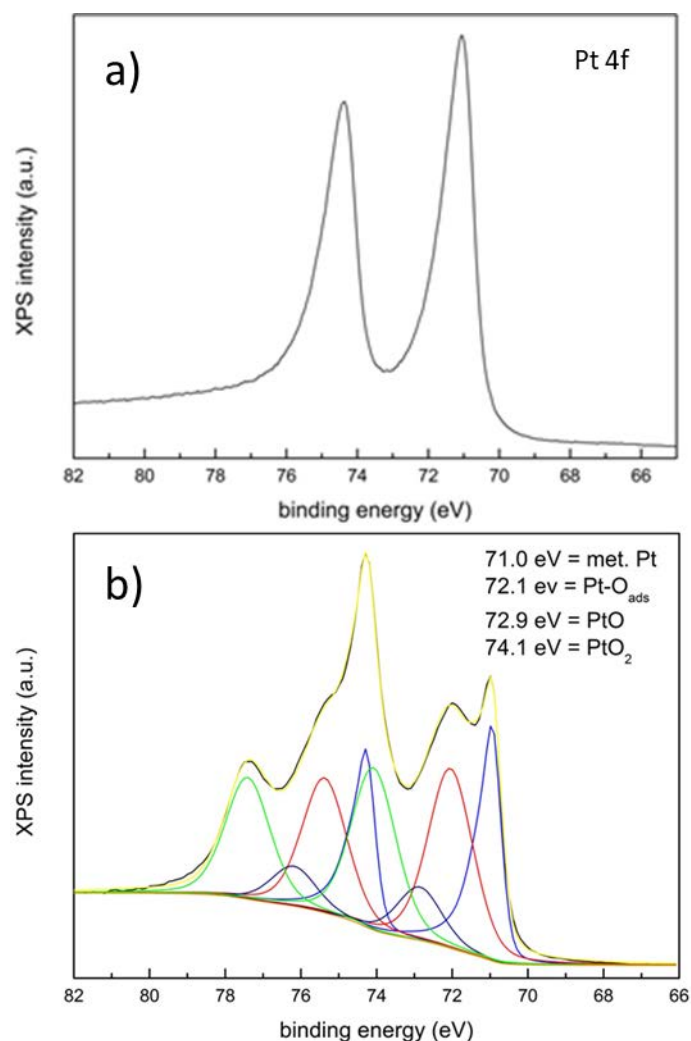 a)
Pt 4f
XPS intensity (a.u.)
82 80 78 76 74 72 70 68 66
binding energy (eV)
b)
71.0 eV = met. Pt
72.1 ev = Pt-Oads
72.9 eV = PtO
74.1 eV = PtO2
XPS intensity (a.u.)
82 80 78 76 74 72 70 68 66
binding energy (eV)